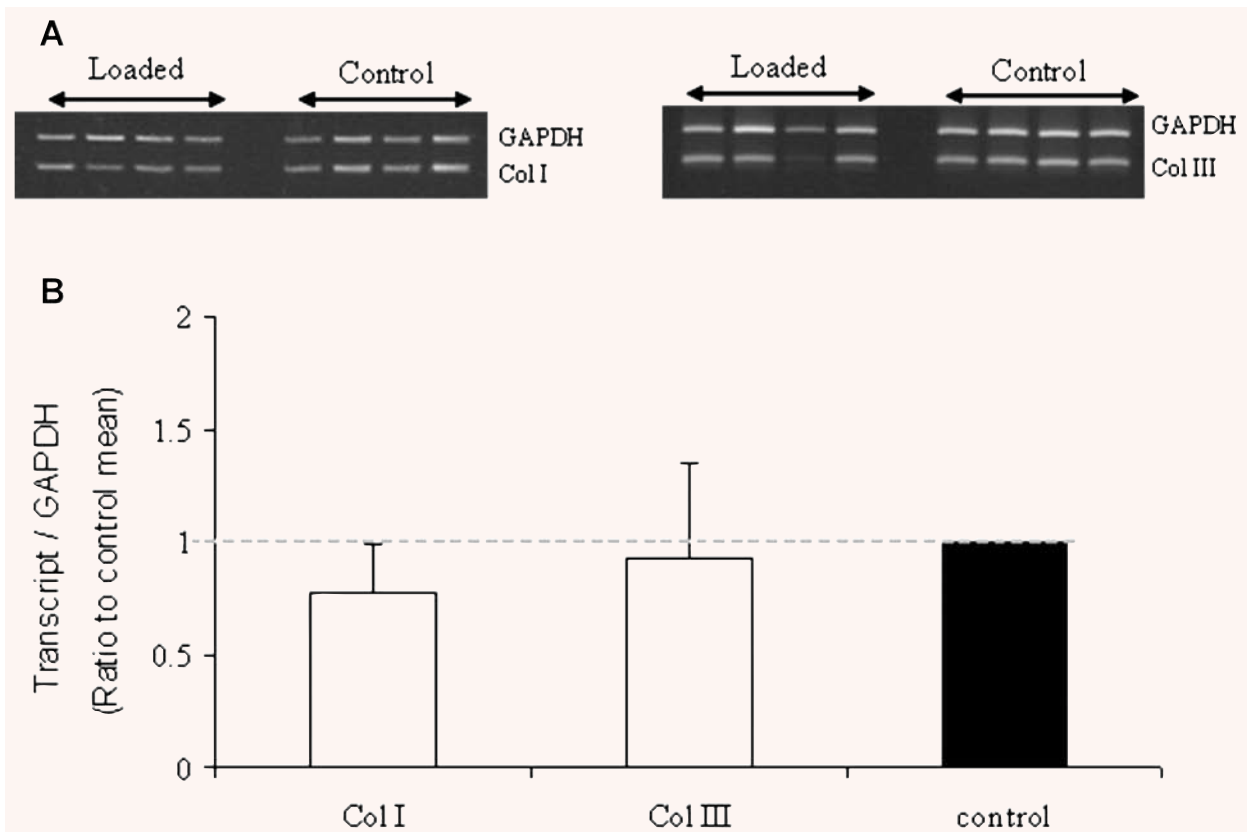 A
Loaded
Control
GAPDH
Col I
Loaded
Control
GAPDH
Col III
B
Transcript / GAPDH
(Ratio to control mean)
2
1.5
1
0.5
0
Col I
Col III
control